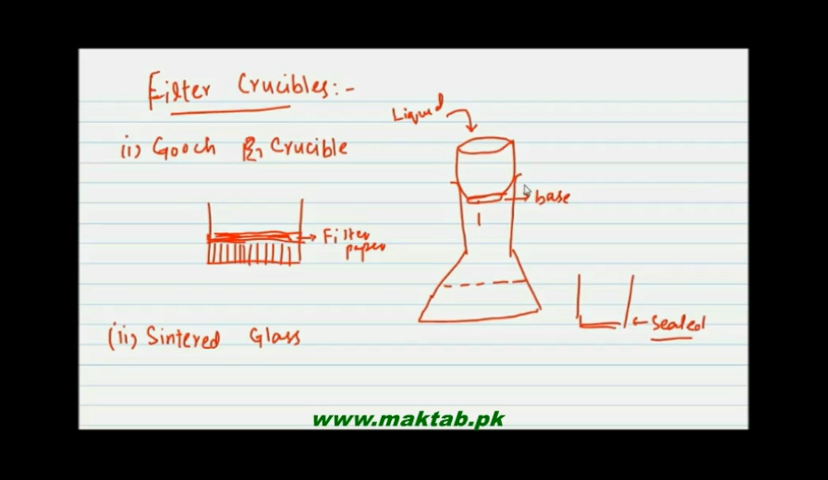 Filter Crucibles:-
(i) Gooch Crucible
Liquid
base
Filter
paper
sealed
(ii) Sintered Glass
www.maktab.pk